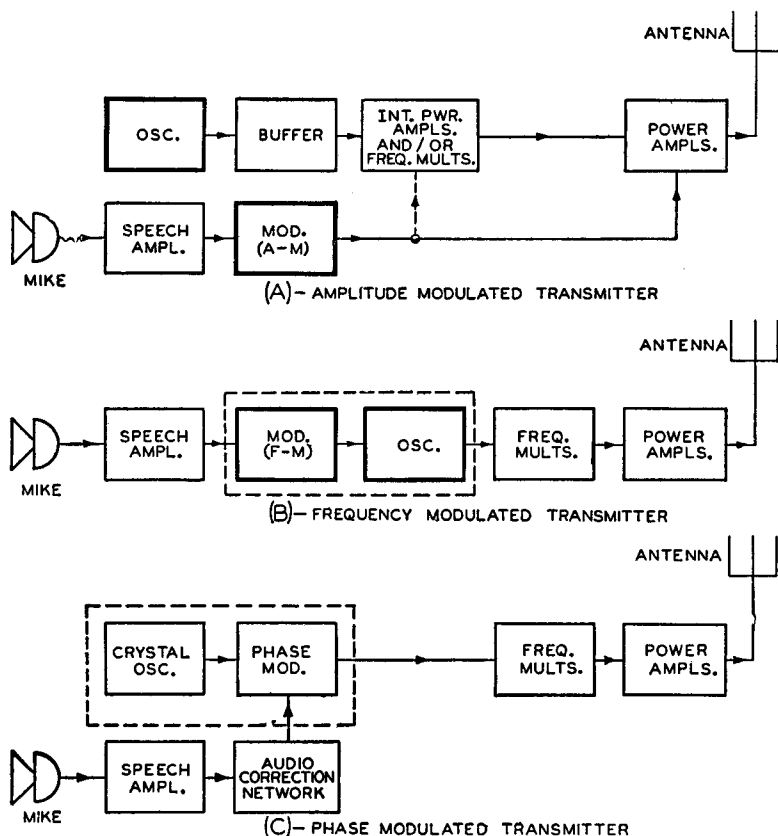 ANTENNA
OSC.
BUFFER
INT. PWR.
AMPLS.
AND/OR
FREQ. MULTS.
POWER
AMPLS.
MIKE
SPEECH
AMPL.
MOD.
(A-M)
(A)- AMPLITUDE MODULATED TRANSMITTER
ANTENNA
MIKE
SPEECH
AMPL.
MOD.
(F-M)
OSC.
FREQ.
MULTS.
POWER
AMPLS.
(B)- FREQUENCY MODULATED TRANSMITTER
ANTENNA
CRYSTAL
OSC.
PHASE
MOD.
FREQ.
MULTS.
POWER
AMPLS.
MIKE
SPEECH
AMPL.
AUDIO
CORRECTION
NETWORK
(C)- PHASE MODULATED TRANSMITTER